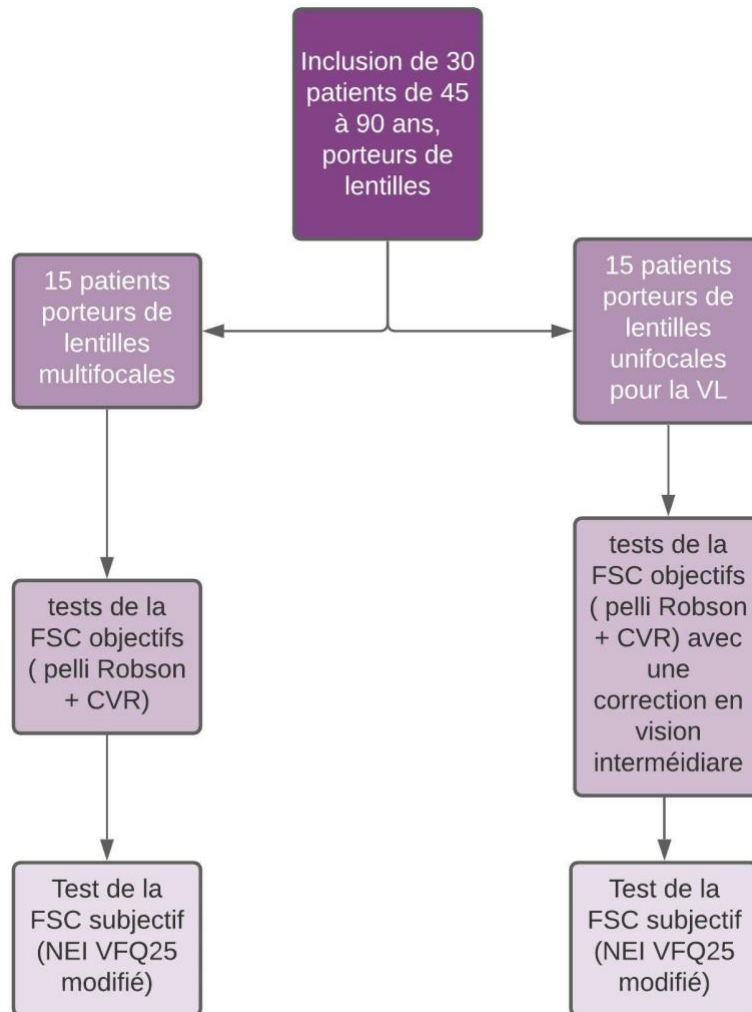 Inclusion de 30
patients de 45
à 90 ans,
porteurs de
lentilles
15 patients
porteurs de
lentilles
multifocales
15 patients
porteurs de
lentilles
unifocales
pour la VL
tests de la
FSC objectifs
( pelli Robson
+ CVR)
tests de la
FSC objectifs
( pelli Robson
+ CVR) avec
une
correction en
vision
interméidiare
Test de la
FSC subjectif
(NEI VFQ25
modifié)
Test de la
FSC subjectif
(NEI VFQ25
modifié)